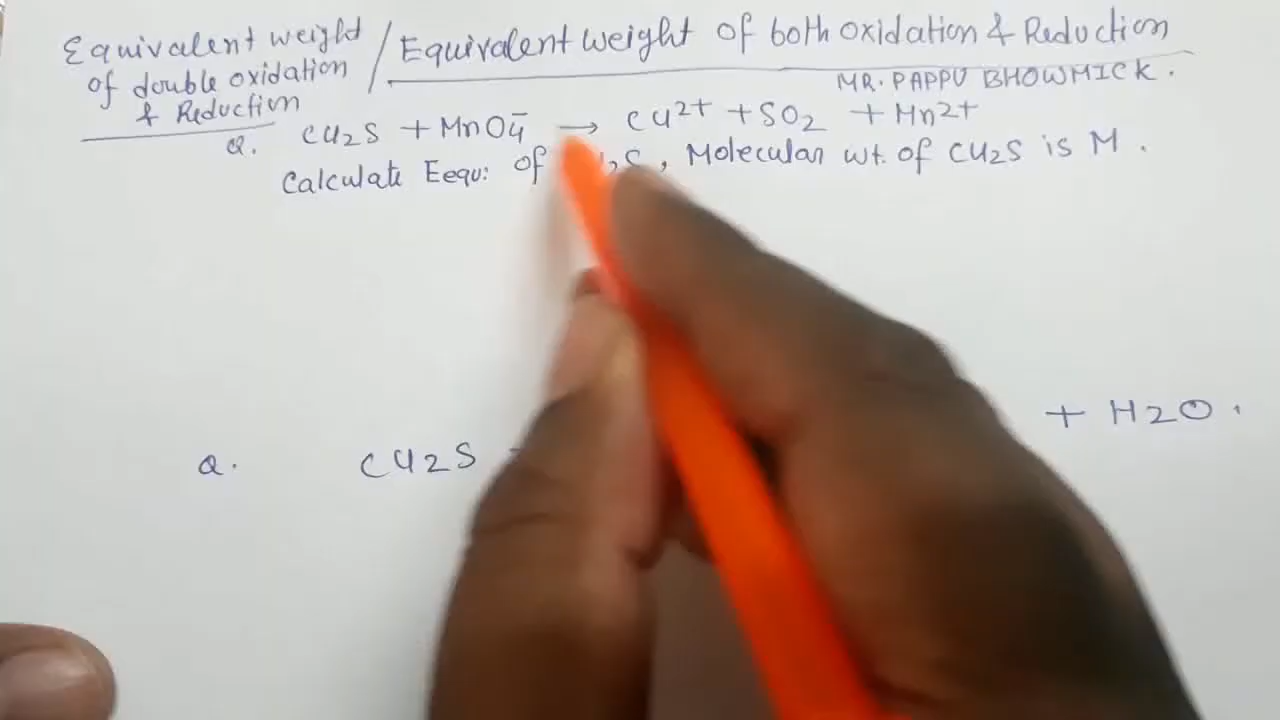 Equivalent weight
of double oxidation
& Reduction
/ Equivalent weight of both oxidation & Reduction
MR. PAPPU BHOWMICK.
Q. Cu2S + MnO4- → Cu2+ + SO2 + Mn2+
Calculate Eequ: of , Molecular wt. of Cu2S is M.
+ H2O.
Q. Cu2S